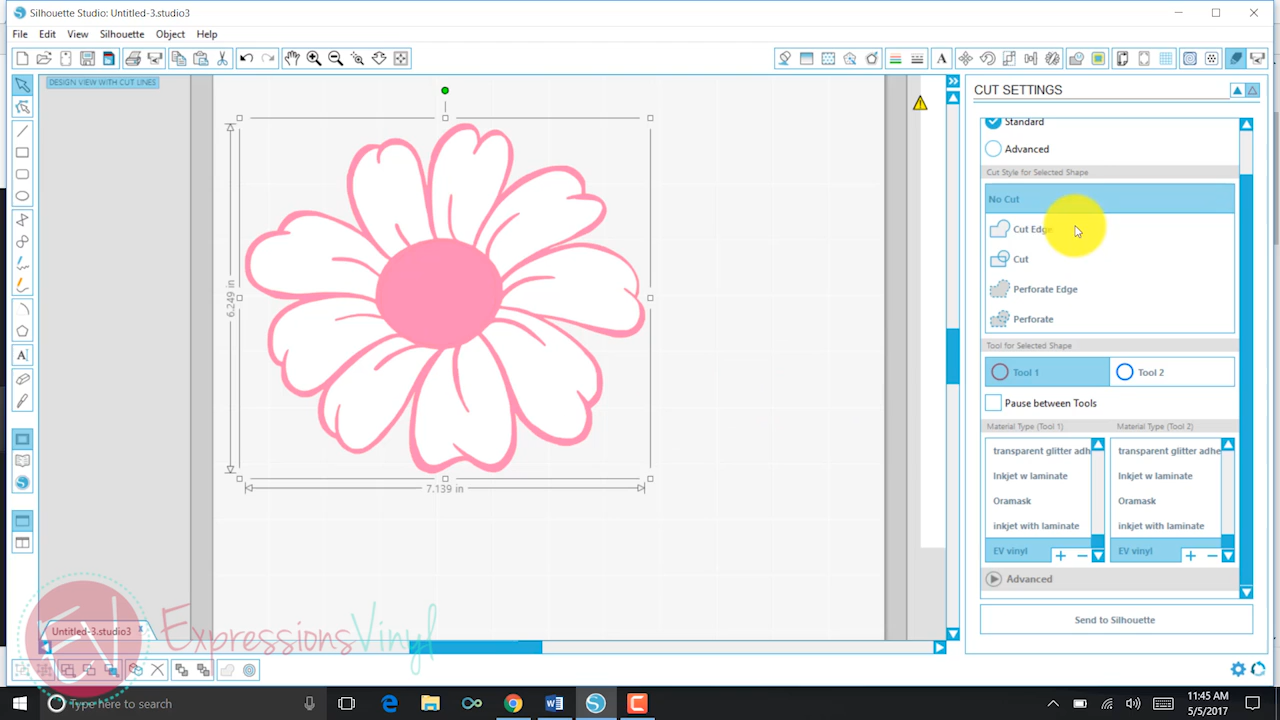 Silhouette Studio: Untitled-3.studio3
File Edit View Silhouette Object Help
DESIGN VIEW WITH CUT LINES
6.249 in
7.139 in
CUT SETTINGS
Standard
Advanced
Cut Style for Selected Shape
No Cut
Cut Edge
Cut
Perforate Edge
Perforate
Tool for Selected Shape
Tool 1 Tool 2
Pause between Tools
Material Type (Tool 1) Material Type (Tool 2)
transparent glitter adhe transparent glitter adhe
Inkjet w laminate Inkjet w laminate
Oramask Oramask
inkjet with laminate inkjet with laminate
EV vinyl EV vinyl
Advanced
Send to Silhouette
EV ExpressionsVinyl
Untitled-3.studio3 x
Type here to search
11:45 AM
5/5/2017